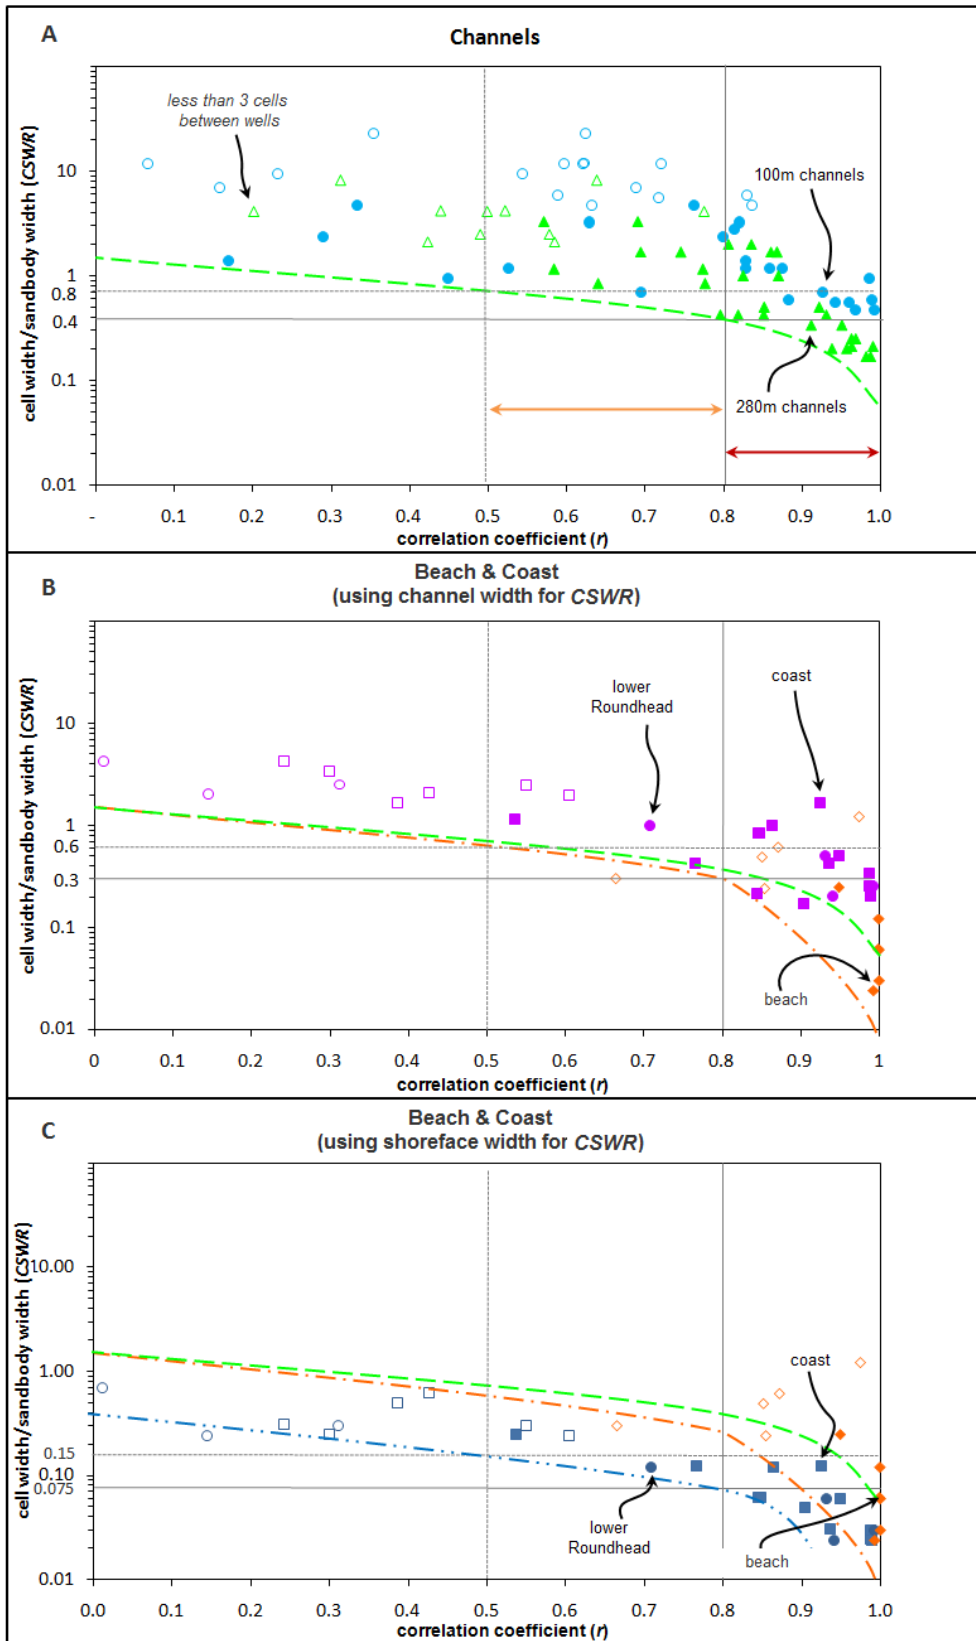 A
Channels
less than 3 cells
between wells
10
100m channels
1
0.8
0.4
0.1
280m channels
0.01
cell width/sandbody width (CSWR)
- 0.1 0.2 0.3 0.4 0.5 0.6 0.7 0.8 0.9 1.0
correlation coefficient (r)
B
Beach & Coast
(using channel width for CSWR)
lower
Roundhead
coast
10
1
0.6
0.3
0.1
beach
0.01
cell width/sandbody width (CSWR)
0 0.1 0.2 0.3 0.4 0.5 0.6 0.7 0.8 0.9 1
correlation coefficient (r)
C
Beach & Coast
(using shoreface width for CSWR)
10.00
1.00
coast
0.15
0.10
0.075
lower
Roundhead
beach
0.01
cell width/sandbody width (CSWR)
0.0 0.1 0.2 0.3 0.4 0.5 0.6 0.7 0.8 0.9 1.0
correlation coefficient (r)